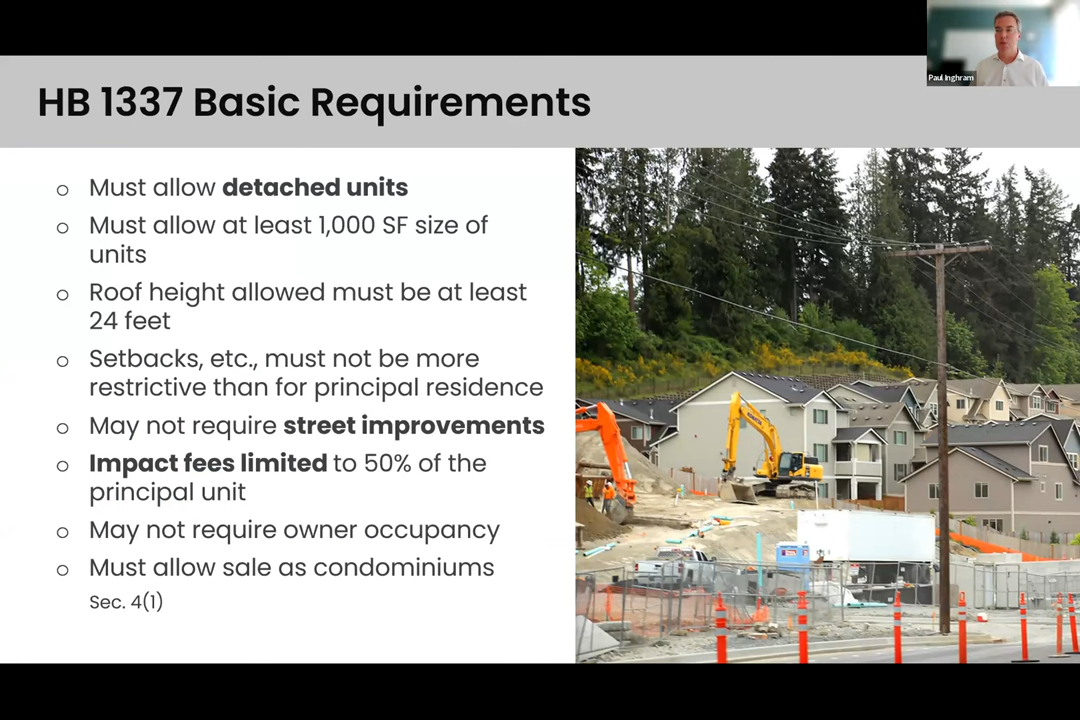 Paul Inghram
HB 1337 Basic Requirements
Must allow detached units
Must allow at least 1,000 SF size of
units
Roof height allowed must be at least
24 feet
Setbacks, etc., must not be more
restrictive than for principal residence
May not require street improvements
Impact fees limited to 50% of the
principal unit
May not require owner occupancy
Must allow sale as condominiums
Sec. 4(1)